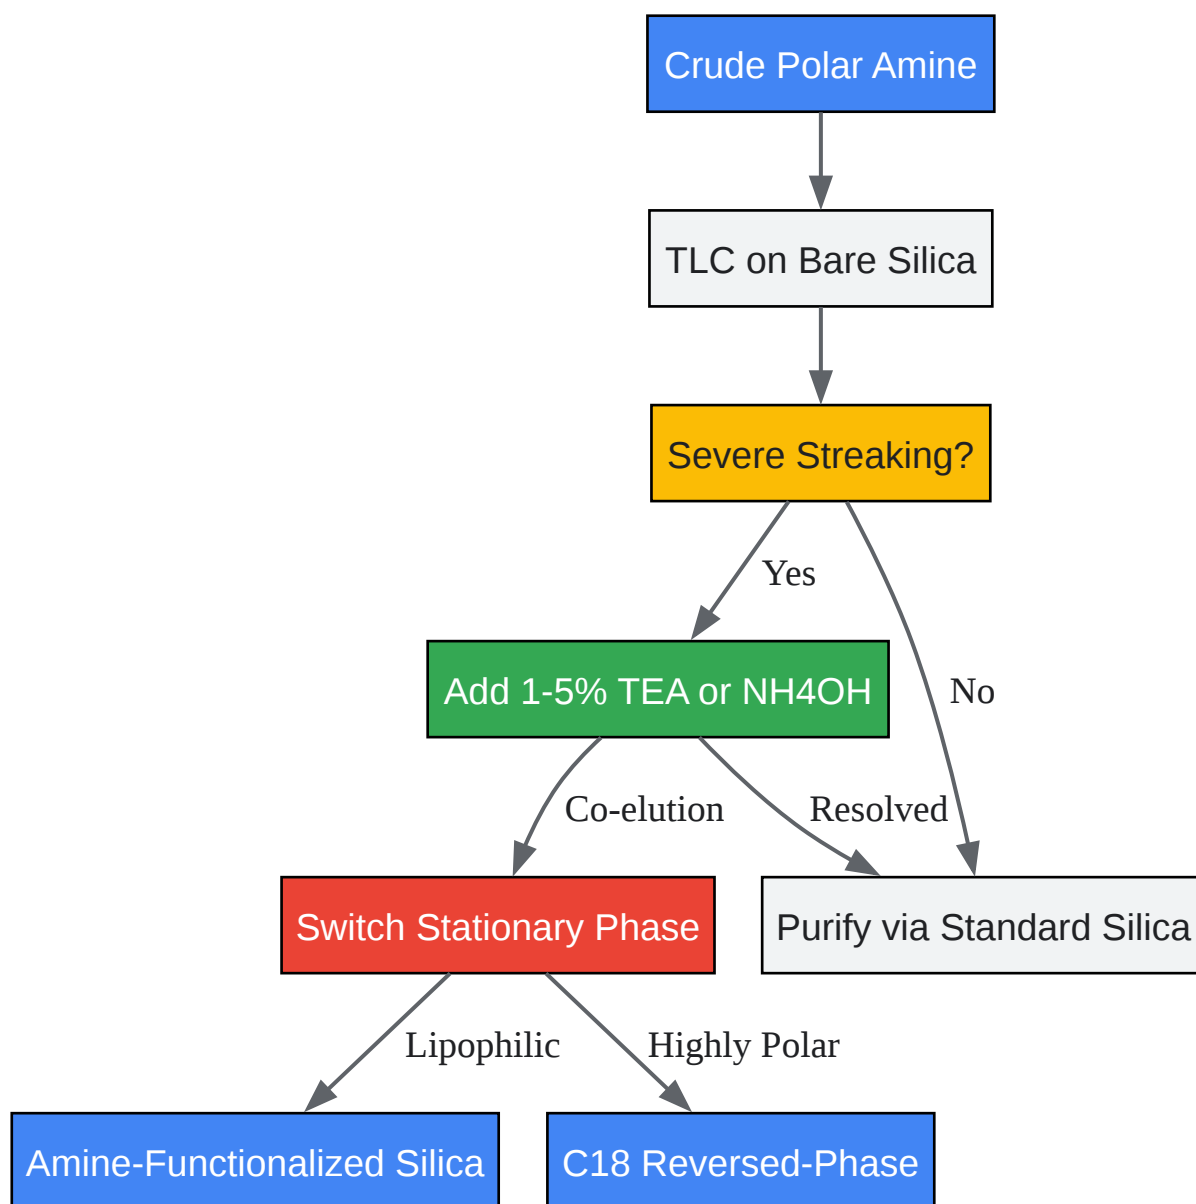 Crude Polar Amine
TLC on Bare Silica
Severe Streaking?
Yes
No
Add 1-5% TEA or NH4OH
Co-elution
Resolved
Switch Stationary Phase
Purify via Standard Silica
Lipophilic
Highly Polar
Amine-Functionalized Silica
C18 Reversed-Phase